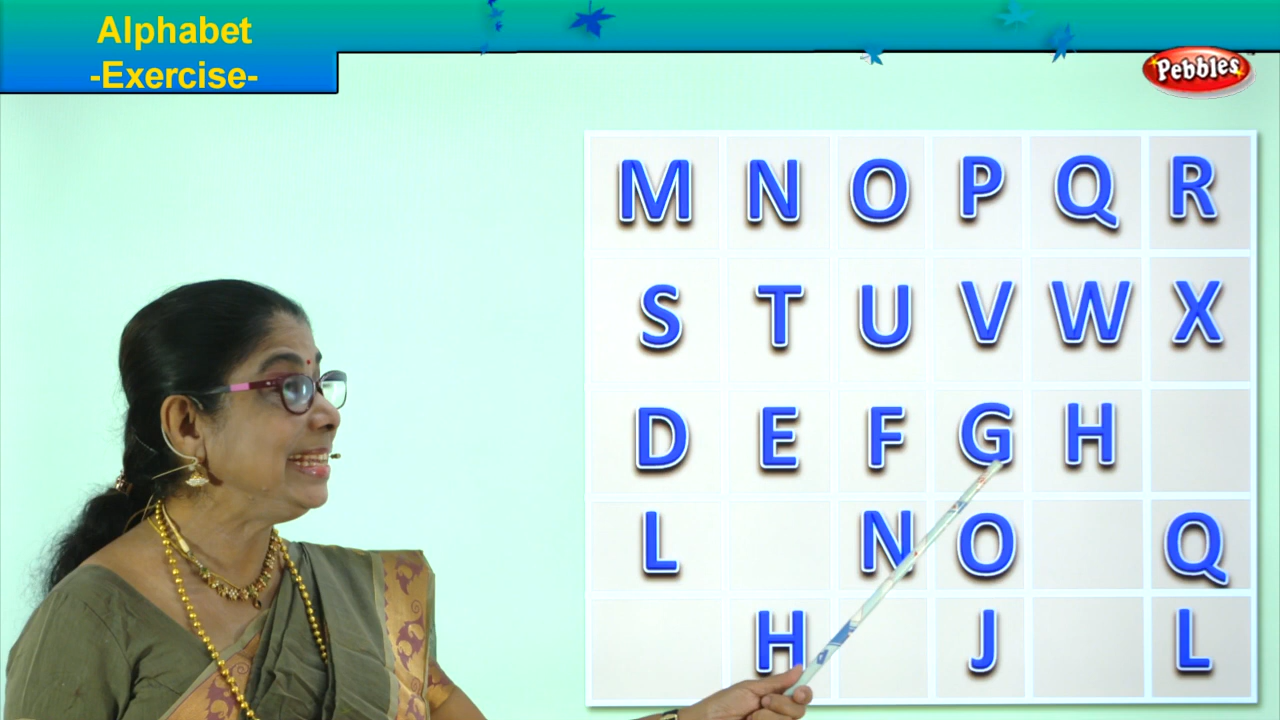 Alphabet
-Exercise-
Pebbles
M N O P Q R
S T U V W X
D E F G H
L N O Q
H J L